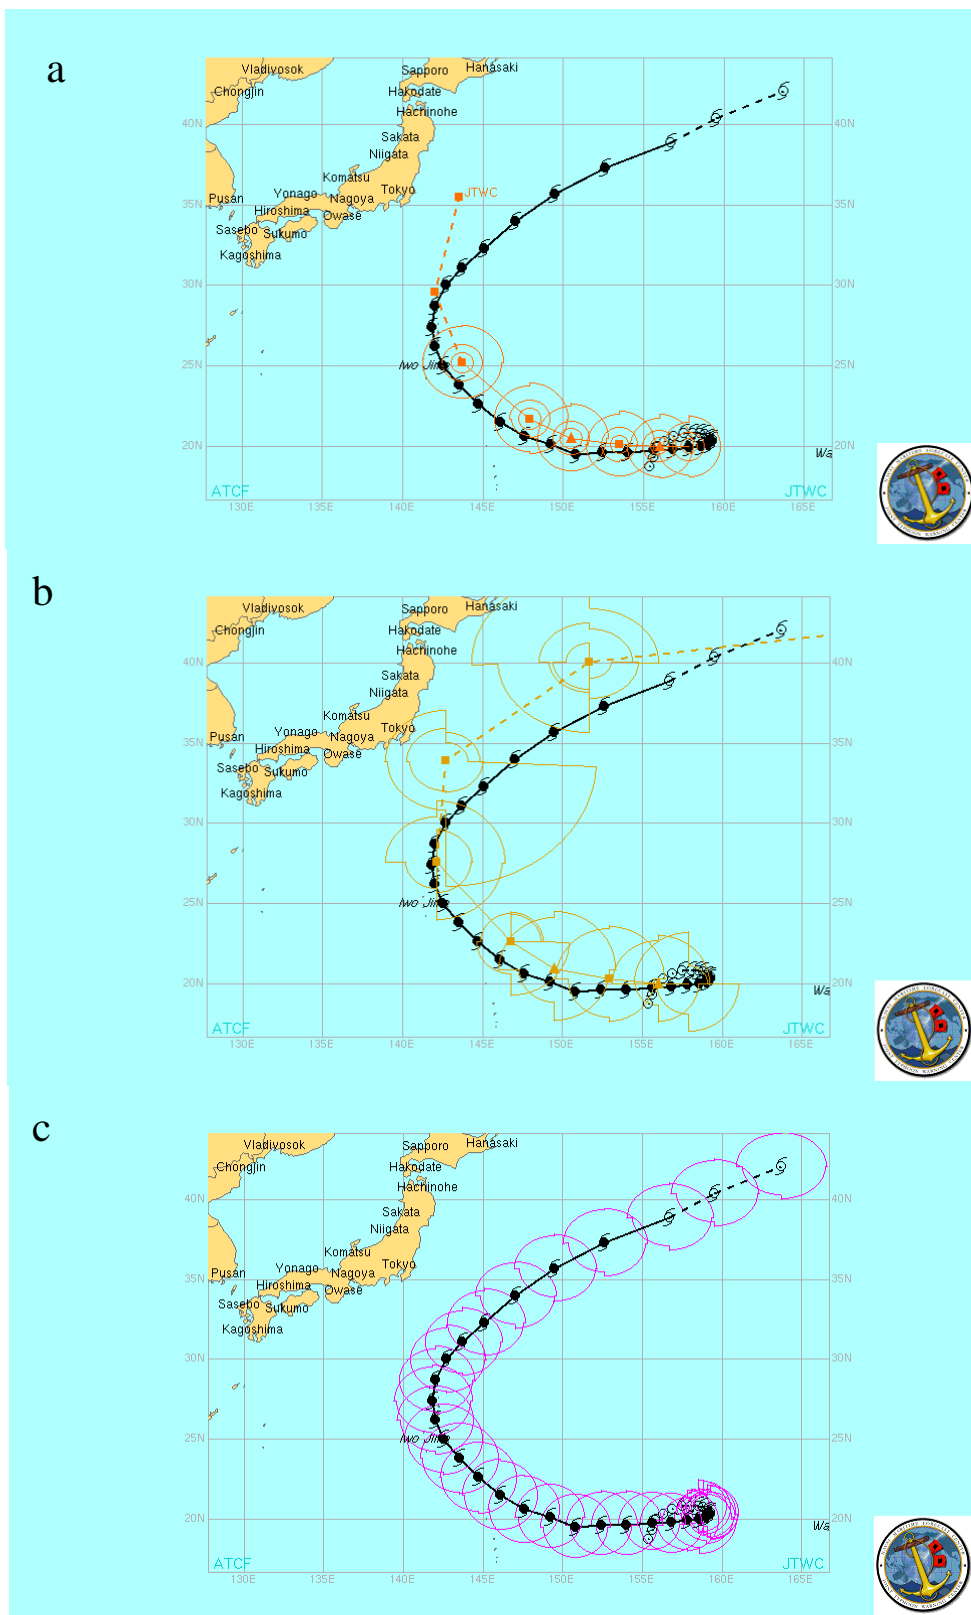 a
Vladivosok
Sapporo
Hanasaki
Chongjin
Hakodate
Hachinohe
40N
Sakata
40N
Niigata
Komatsu
Yonago
Tokyo
JTWC
Pusan
Nagoya
35N
35N
Hiroshima
Owase
Sasebo
Sukumo
Kagoshima
30N
30N
25N
Iwo Jima
25N
20N
20N
Wa
ATCF
JTWC
130E 135E 140E 145E 150E 155E 160E 165E
b
Vladivosok
Sapporo
Hanasaki
Chongjin
Hakodate
Hachinohe
40N
Sakata
40N
Niigata
Komatsu
Yonago
Tokyo
Pusan
Nagoya
35N
35N
Hiroshima
Owase
Sasebo
Sukumo
Kagoshima
30N
30N
25N
Iwo Jima
25N
20N
20N
Wa
ATCF
JTWC
130E 135E 140E 145E 150E 155E 160E 165E
c
Vladivosok
Sapporo
Hanasaki
Chongjin
Hakodate
Hachinohe
40N
Sakata
40N
Niigata
Komatsu
Yonago
Tokyo
Pusan
Nagoya
35N
35N
Hiroshima
Owase
Sasebo
Sukumo
Kagoshima
30N
30N
25N
Iwo Jima
25N
20N
20N
Wa
ATCF
JTWC
130E 135E 140E 145E 150E 155E 160E 165E